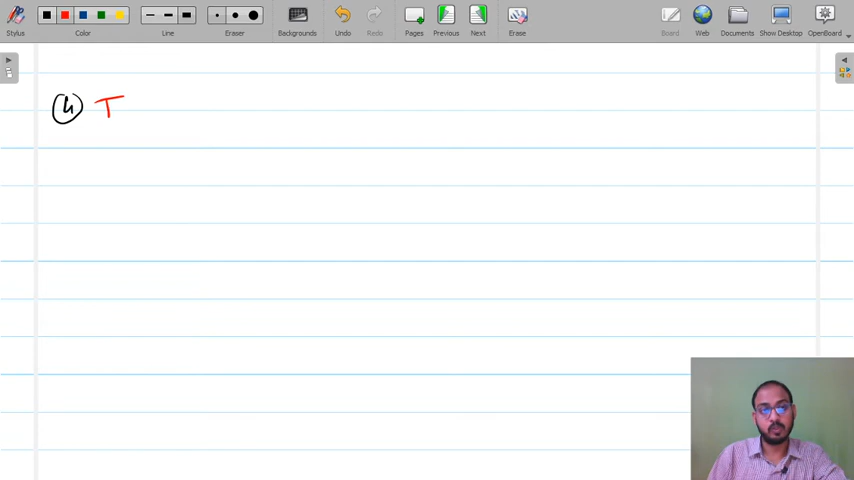 Stylus
Color
Line
Eraser
Backgrounds
Undo
Redo
Pages
Previous
Next
Erase
Board
Web
Documents
Show Desktop
OpenBoard
4 T